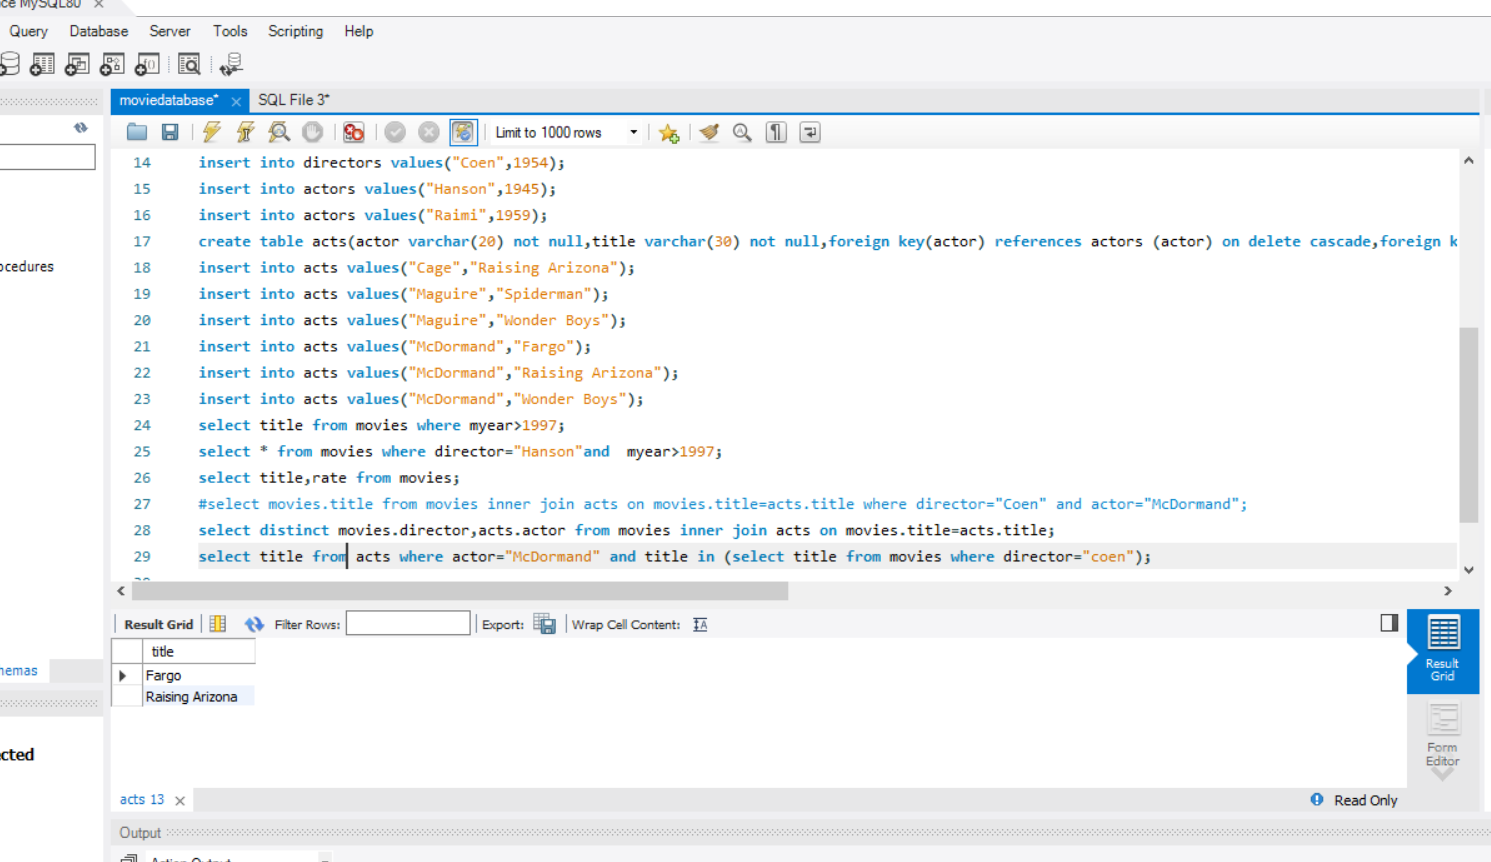 ce MySQL80 ×
Query Database Server Tools Scripting Help
moviedatabase* × SQL File 3*
Limit to 1000 rows
14 insert into directors values("Coen",1954);
15 insert into actors values("Hanson",1945);
16 insert into actors values("Raimi",1959);
17 create table acts(actor varchar(20) not null,title varchar(30) not null,foreign key(actor) references actors (actor) on delete cascade,foreign k
ocedures
18 insert into acts values("Cage","Raising Arizona");
19 insert into acts values("Maguire","Spiderman");
20 insert into acts values("Maguire","Wonder Boys");
21 insert into acts values("McDormand","Fargo");
22 insert into acts values("McDormand","Raising Arizona");
23 insert into acts values("McDormand","Wonder Boys");
24 select title from movies where myear>1997;
25 select * from movies where director="Hanson"and  myear>1997;
26 select title,rate from movies;
27 #select movies.title from movies inner join acts on movies.title=acts.title where director="Coen" and actor="McDormand";
28 select distinct movies.director,acts.actor from movies inner join acts on movies.title=acts.title;
29 select title from acts where actor="McDormand" and title in (select title from movies where director="coen");
Result Grid Filter Rows: Export: Wrap Cell Content:
title
Fargo
Raising Arizona
hemas
Result
Grid
Form
Editor
cted
acts 13 × Read Only
Output
Action Output